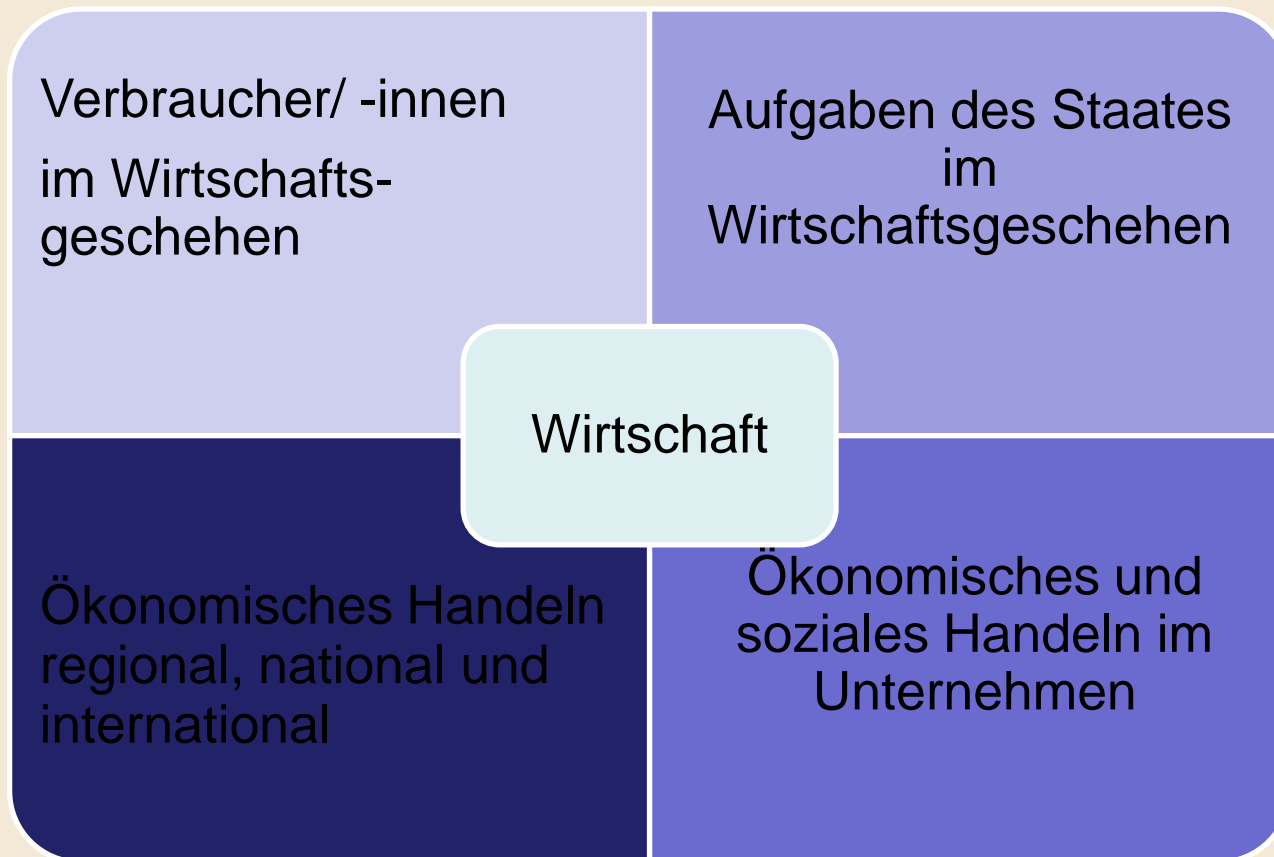 Verbraucher/ -innen
im Wirtschafts-
geschehen
Aufgaben des Staates
im
Wirtschaftsgeschehen
Wirtschaft
Ökonomisches Handeln
regional, national und
international
Ökonomisches und
soziales Handeln im
Unternehmen